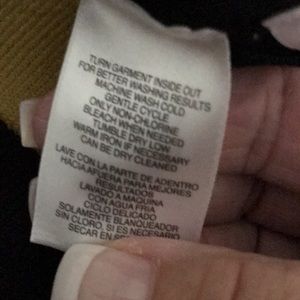 TURN GARMENT INSIDE OUT
FOR BETTER WASHING RESULTS
MACHINE WASH COLD
GENTLE CYCLE
ONLY NON-CHLORINE
BLEACH WHEN NEEDED
TUMBLE DRY LOW
WARM IRON IF NECESSARY
CAN BE DRY CLEANED
LAVE CON LA PARTE DE ADENTRO
HACIA AFUERA PARA MEJORES
RESULTADOS
LAVADO A MAQUINA
CON AGUA FRIA
CICLO DELICADO
SOLAMENTE BLANQUEADOR
SIN CLORO, SI ES NECESARIO
SECAR EN